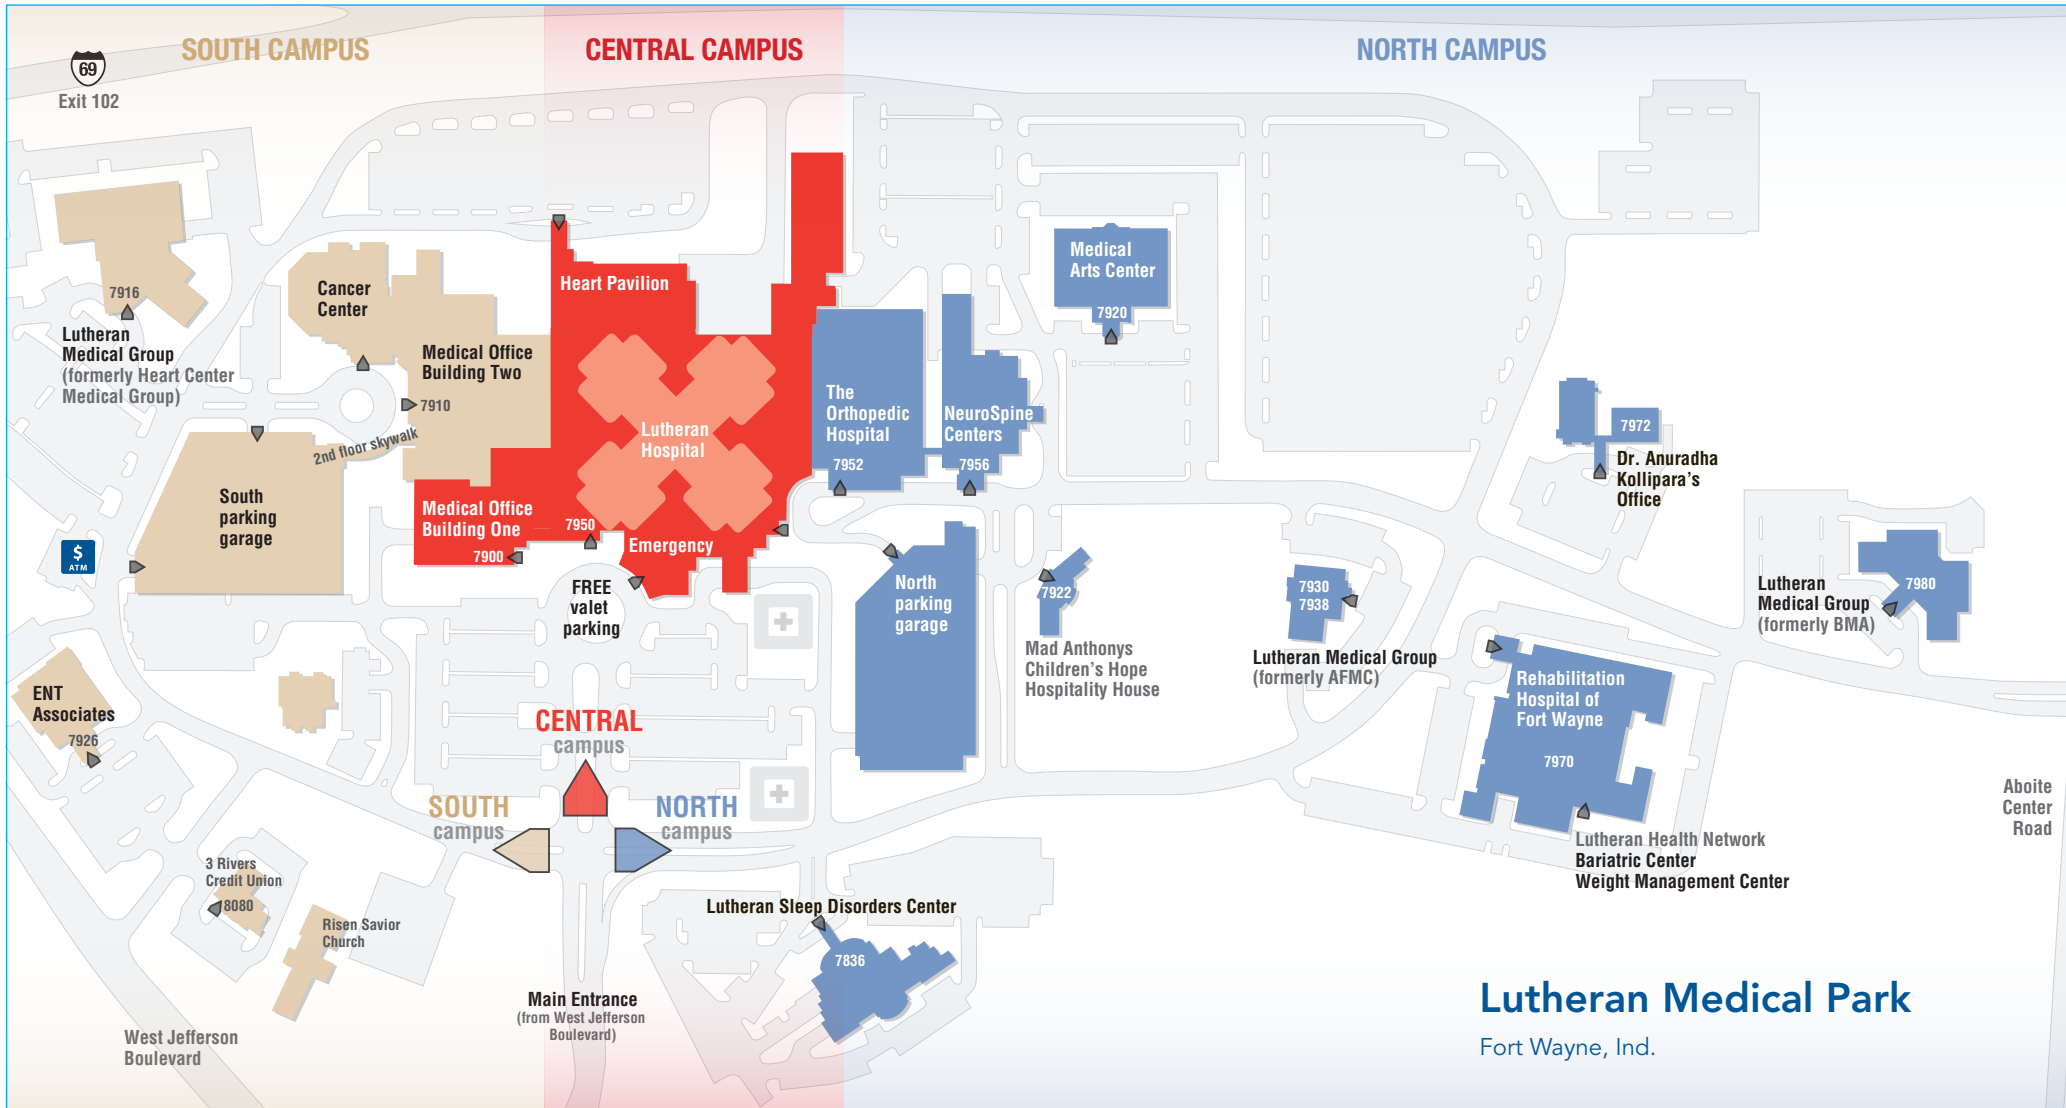 SOUTH CAMPUS
CENTRAL CAMPUS
NORTH CAMPUS
69
Exit 102
7916
Lutheran
Medical Group
(formerly Heart Center
Medical Group)
Cancer
Center
Medical Office
Building Two
7910
2nd floor skywalk
South
parking
garage
$
ATM
Heart Pavilion
Lutheran
Hospital
Medical Office
Building One
7900
7950
Emergency
FREE
valet
parking
The
Orthopedic
Hospital
7952
NeuroSpine
Centers
7956
Medical
Arts Center
7920
North
parking
garage
7922
Mad Anthonys
Children's Hope
Hospitality House
7930
7938
Lutheran Medical Group
(formerly AFMC)
7972
Dr. Anuradha
Kollipara's
Office
Lutheran
Medical Group
(formerly BMA)
7980
Rehabilitation
Hospital of
Fort Wayne
7970
Lutheran Health Network
Bariatric Center
Weight Management Center
Aboite
Center
Road
ENT
Associates
7926
CENTRAL
campus
SOUTH
campus
NORTH
campus
3 Rivers
Credit Union
8080
Risen Savior
Church
Lutheran Sleep Disorders Center
7836
Main Entrance
(from West Jefferson
Boulevard)
West Jefferson
Boulevard
Lutheran Medical Park
Fort Wayne, Ind.